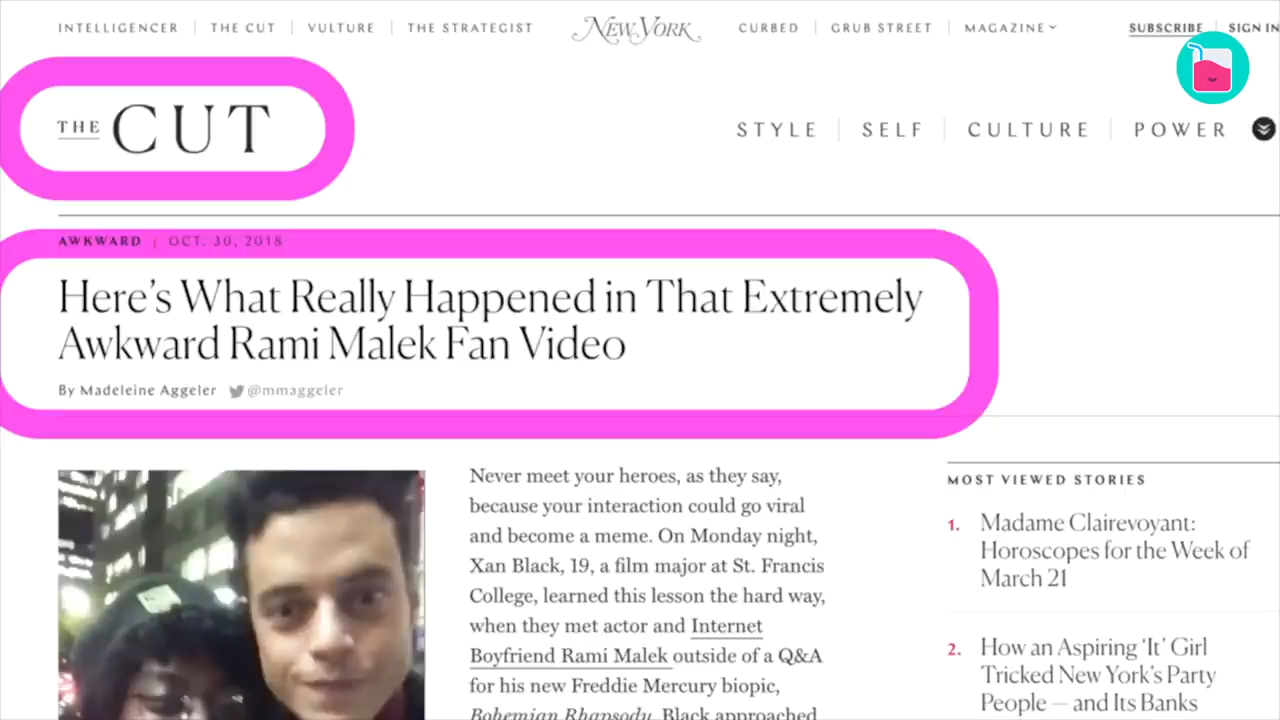 INTELLIGENCER THE CUT VULTURE THE STRATEGIST NEW YORK CURBED GRUB STREET MAGAZINE SUBSCRIBE SIGN IN
THE CUT
STYLE SELF CULTURE POWER
AWKWARD | OCT. 30, 2018
Here's What Really Happened in That Extremely
Awkward Rami Malek Fan Video
By Madeleine Aggeler @mmaggeler
Never meet your heroes, as they say,
because your interaction could go viral
and become a meme. On Monday night,
Xan Black, 19, a film major at St. Francis
College, learned this lesson the hard way,
when they met actor and Internet
Boyfriend Rami Malek outside of a Q&A
for his new Freddie Mercury biopic,
Bohemian Rhapsody. Black approached
MOST VIEWED STORIES
1. Madame Clairevoyant:
Horoscopes for the Week of
March 21
2. How an Aspiring ‘It’ Girl
Tricked New York’s Party
People — and Its Banks